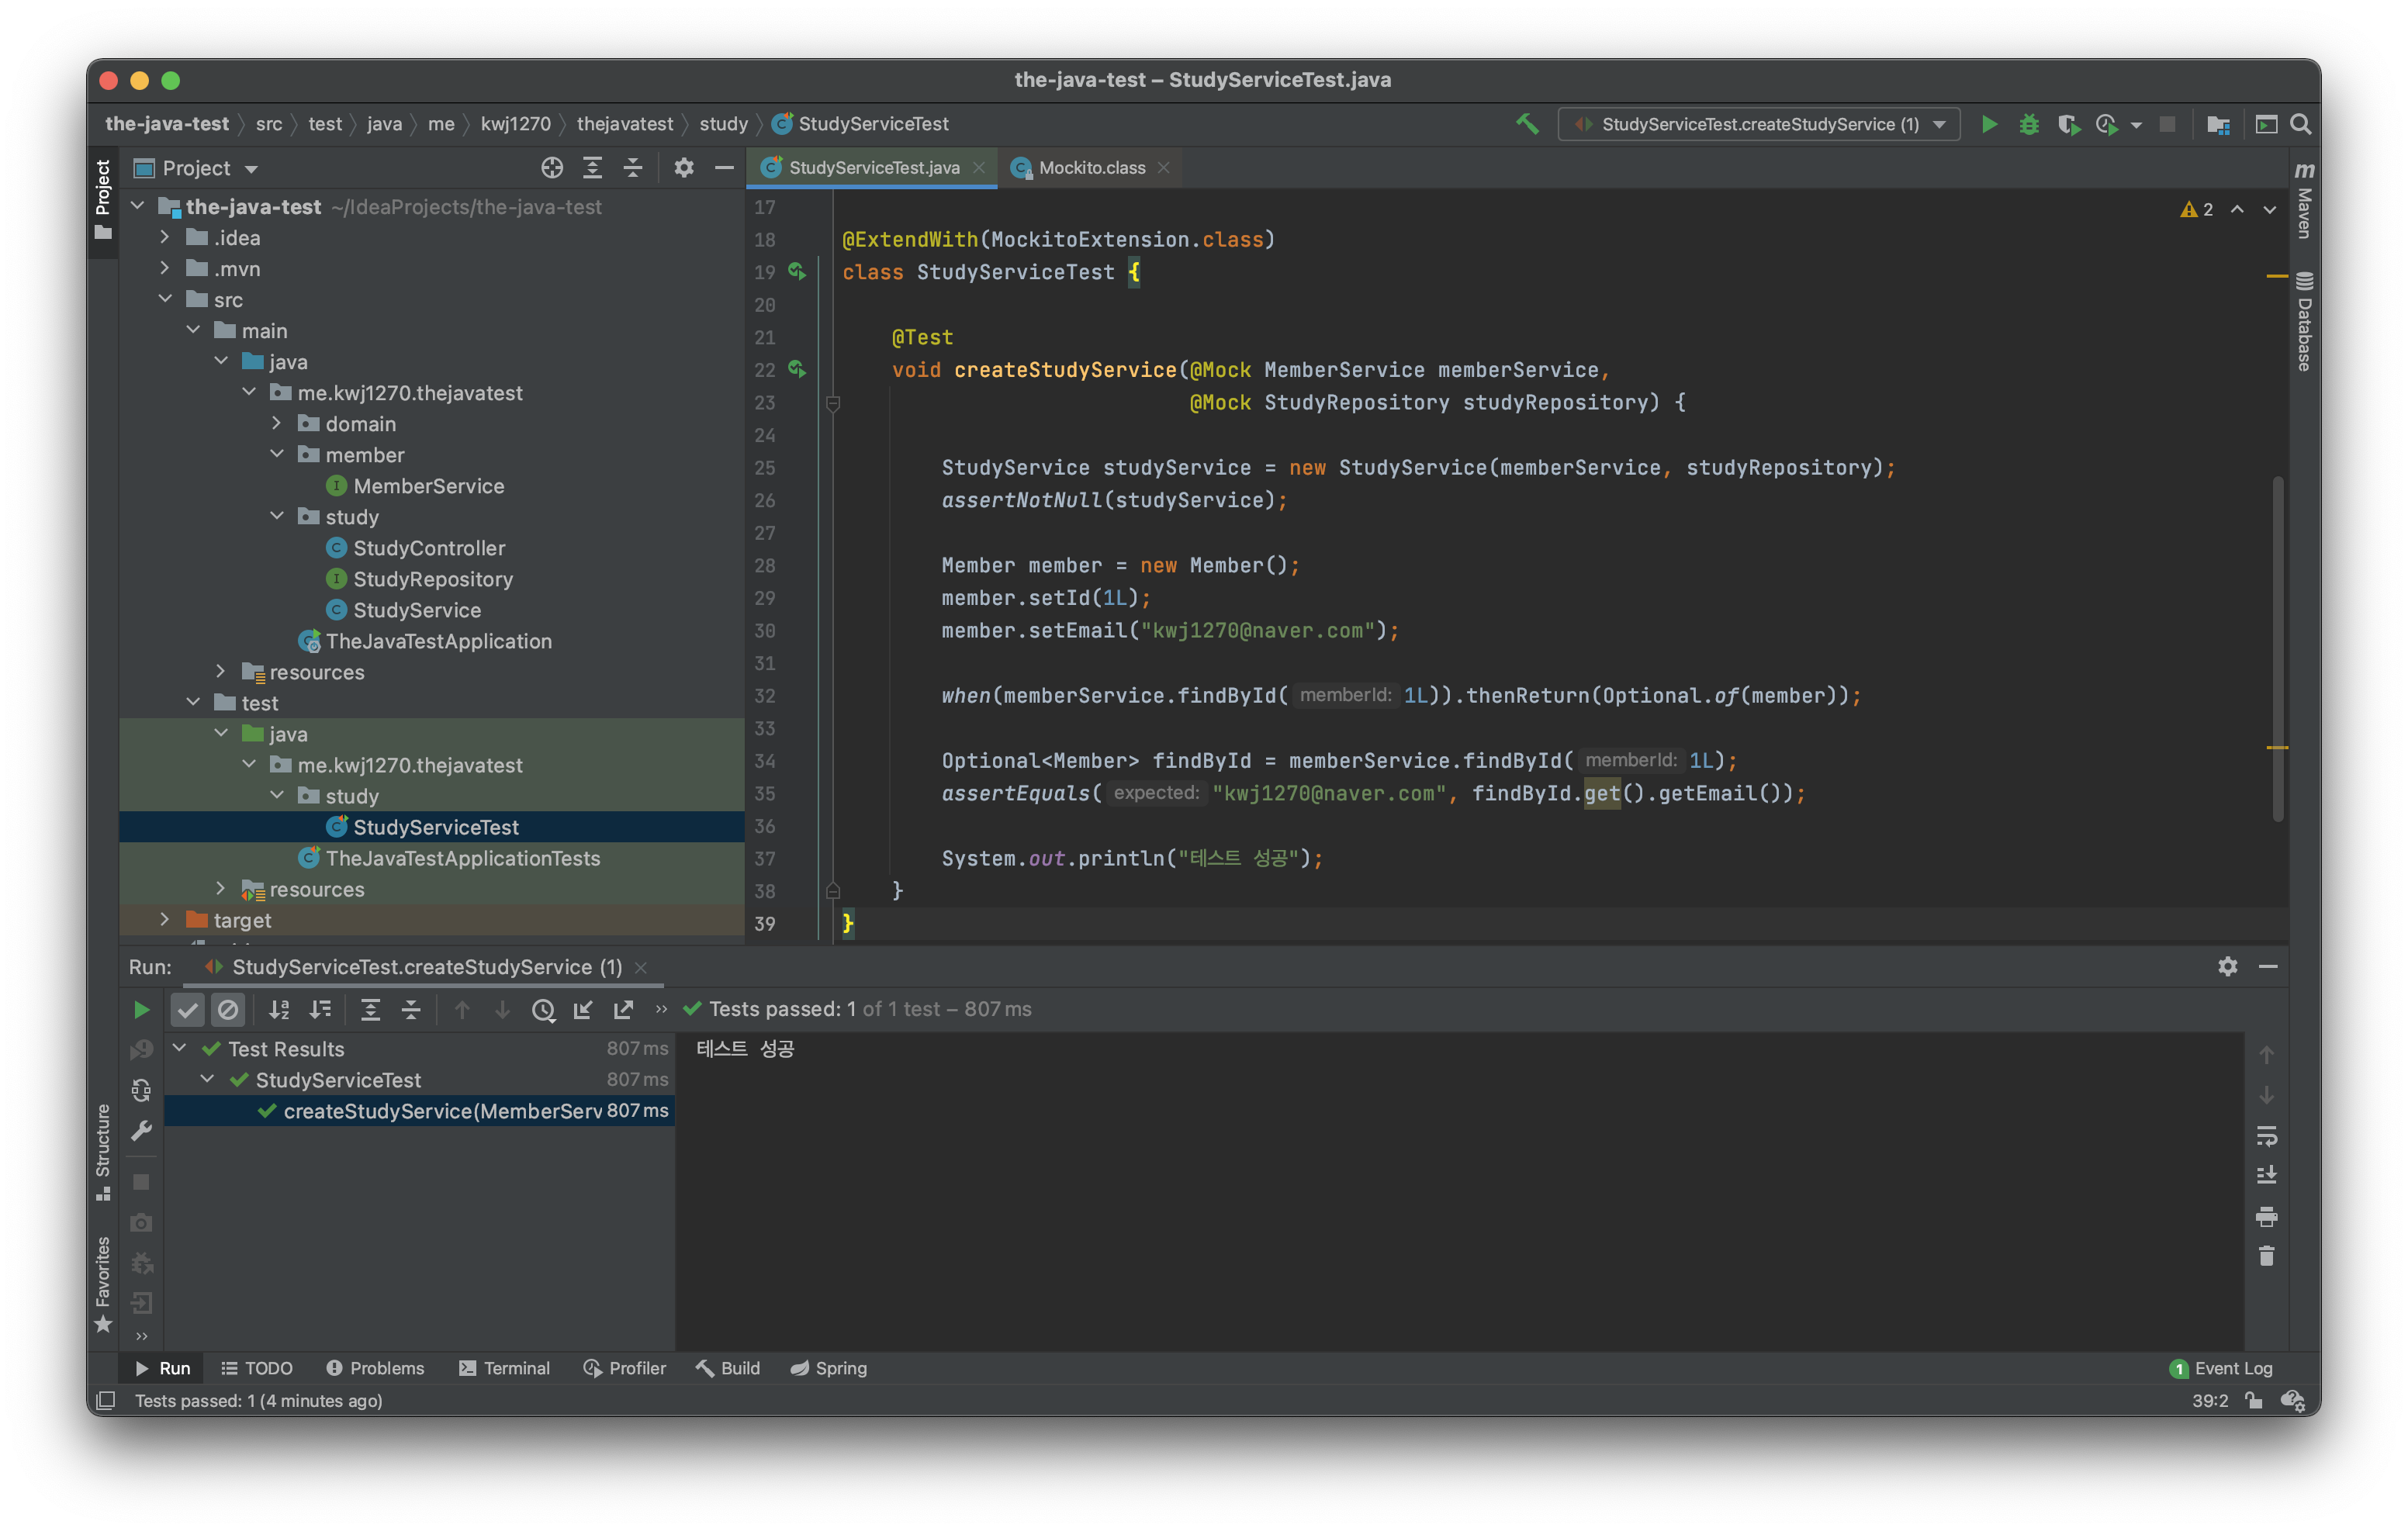 the-java-test – StudyServiceTest.java
the-java-test src test java me kwj1270 thejavatest study StudyServiceTest
StudyServiceTest.createStudyService (1)
Project
Project
StudyServiceTest.java
Mockito.class
the-java-test ~/IdeaProjects/the-java-test
.idea
.mvn
src
main
java
me.kwj1270.thejavatest
domain
member
MemberService
study
StudyController
StudyRepository
StudyService
TheJavaTestApplication
resources
test
java
me.kwj1270.thejavatest
study
StudyServiceTest
TheJavaTestApplicationTests
resources
target
17
18 @ExtendWith(MockitoExtension.class)
19 class StudyServiceTest {
20
21 @Test
22 void createStudyService(@Mock MemberService memberService,
23 @Mock StudyRepository studyRepository) {
24
25 StudyService studyService = new StudyService(memberService, studyRepository);
26 assertNotNull(studyService);
27
28 Member member = new Member();
29 member.setId(1L);
30 member.setEmail("kwj1270@naver.com");
31
32 when(memberService.findById( memberId: 1L)).thenReturn(Optional.of(member));
33
34 Optional<Member> findById = memberService.findById( memberId: 1L);
35 assertEquals( expected: "kwj1270@naver.com", findById.get().getEmail());
36
37 System.out.println("테스트 성공");
38 }
39 }
2
m Maven
Database
Run: StudyServiceTest.createStudyService (1)
Tests passed: 1 of 1 test – 807 ms
Test Results 807 ms
StudyServiceTest 807 ms
createStudyService(MemberServ 807 ms
테스트 성공
Structure
Favorites
Run TODO Problems Terminal Profiler Build Spring
1 Event Log
Tests passed: 1 (4 minutes ago)
39:2